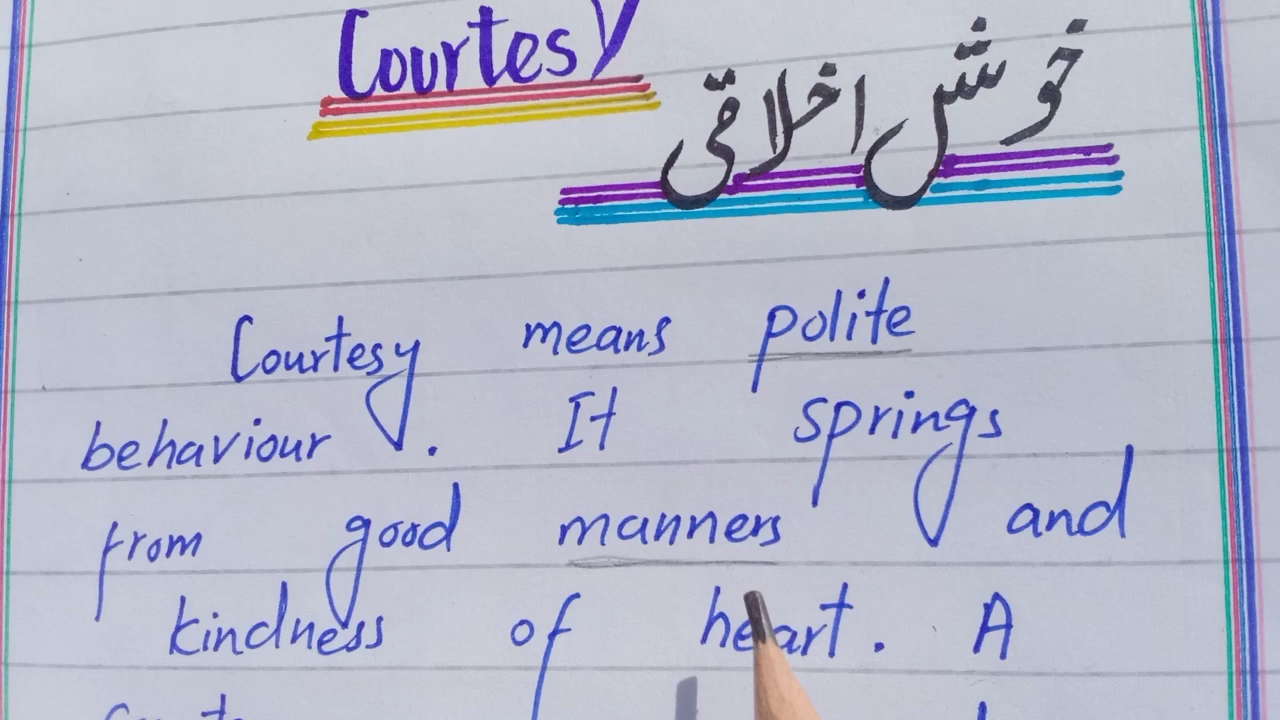 Courtesy
خوش اخلاقی
Courtesy means polite
behaviour. It springs
from good manners and
kindness of heart. A